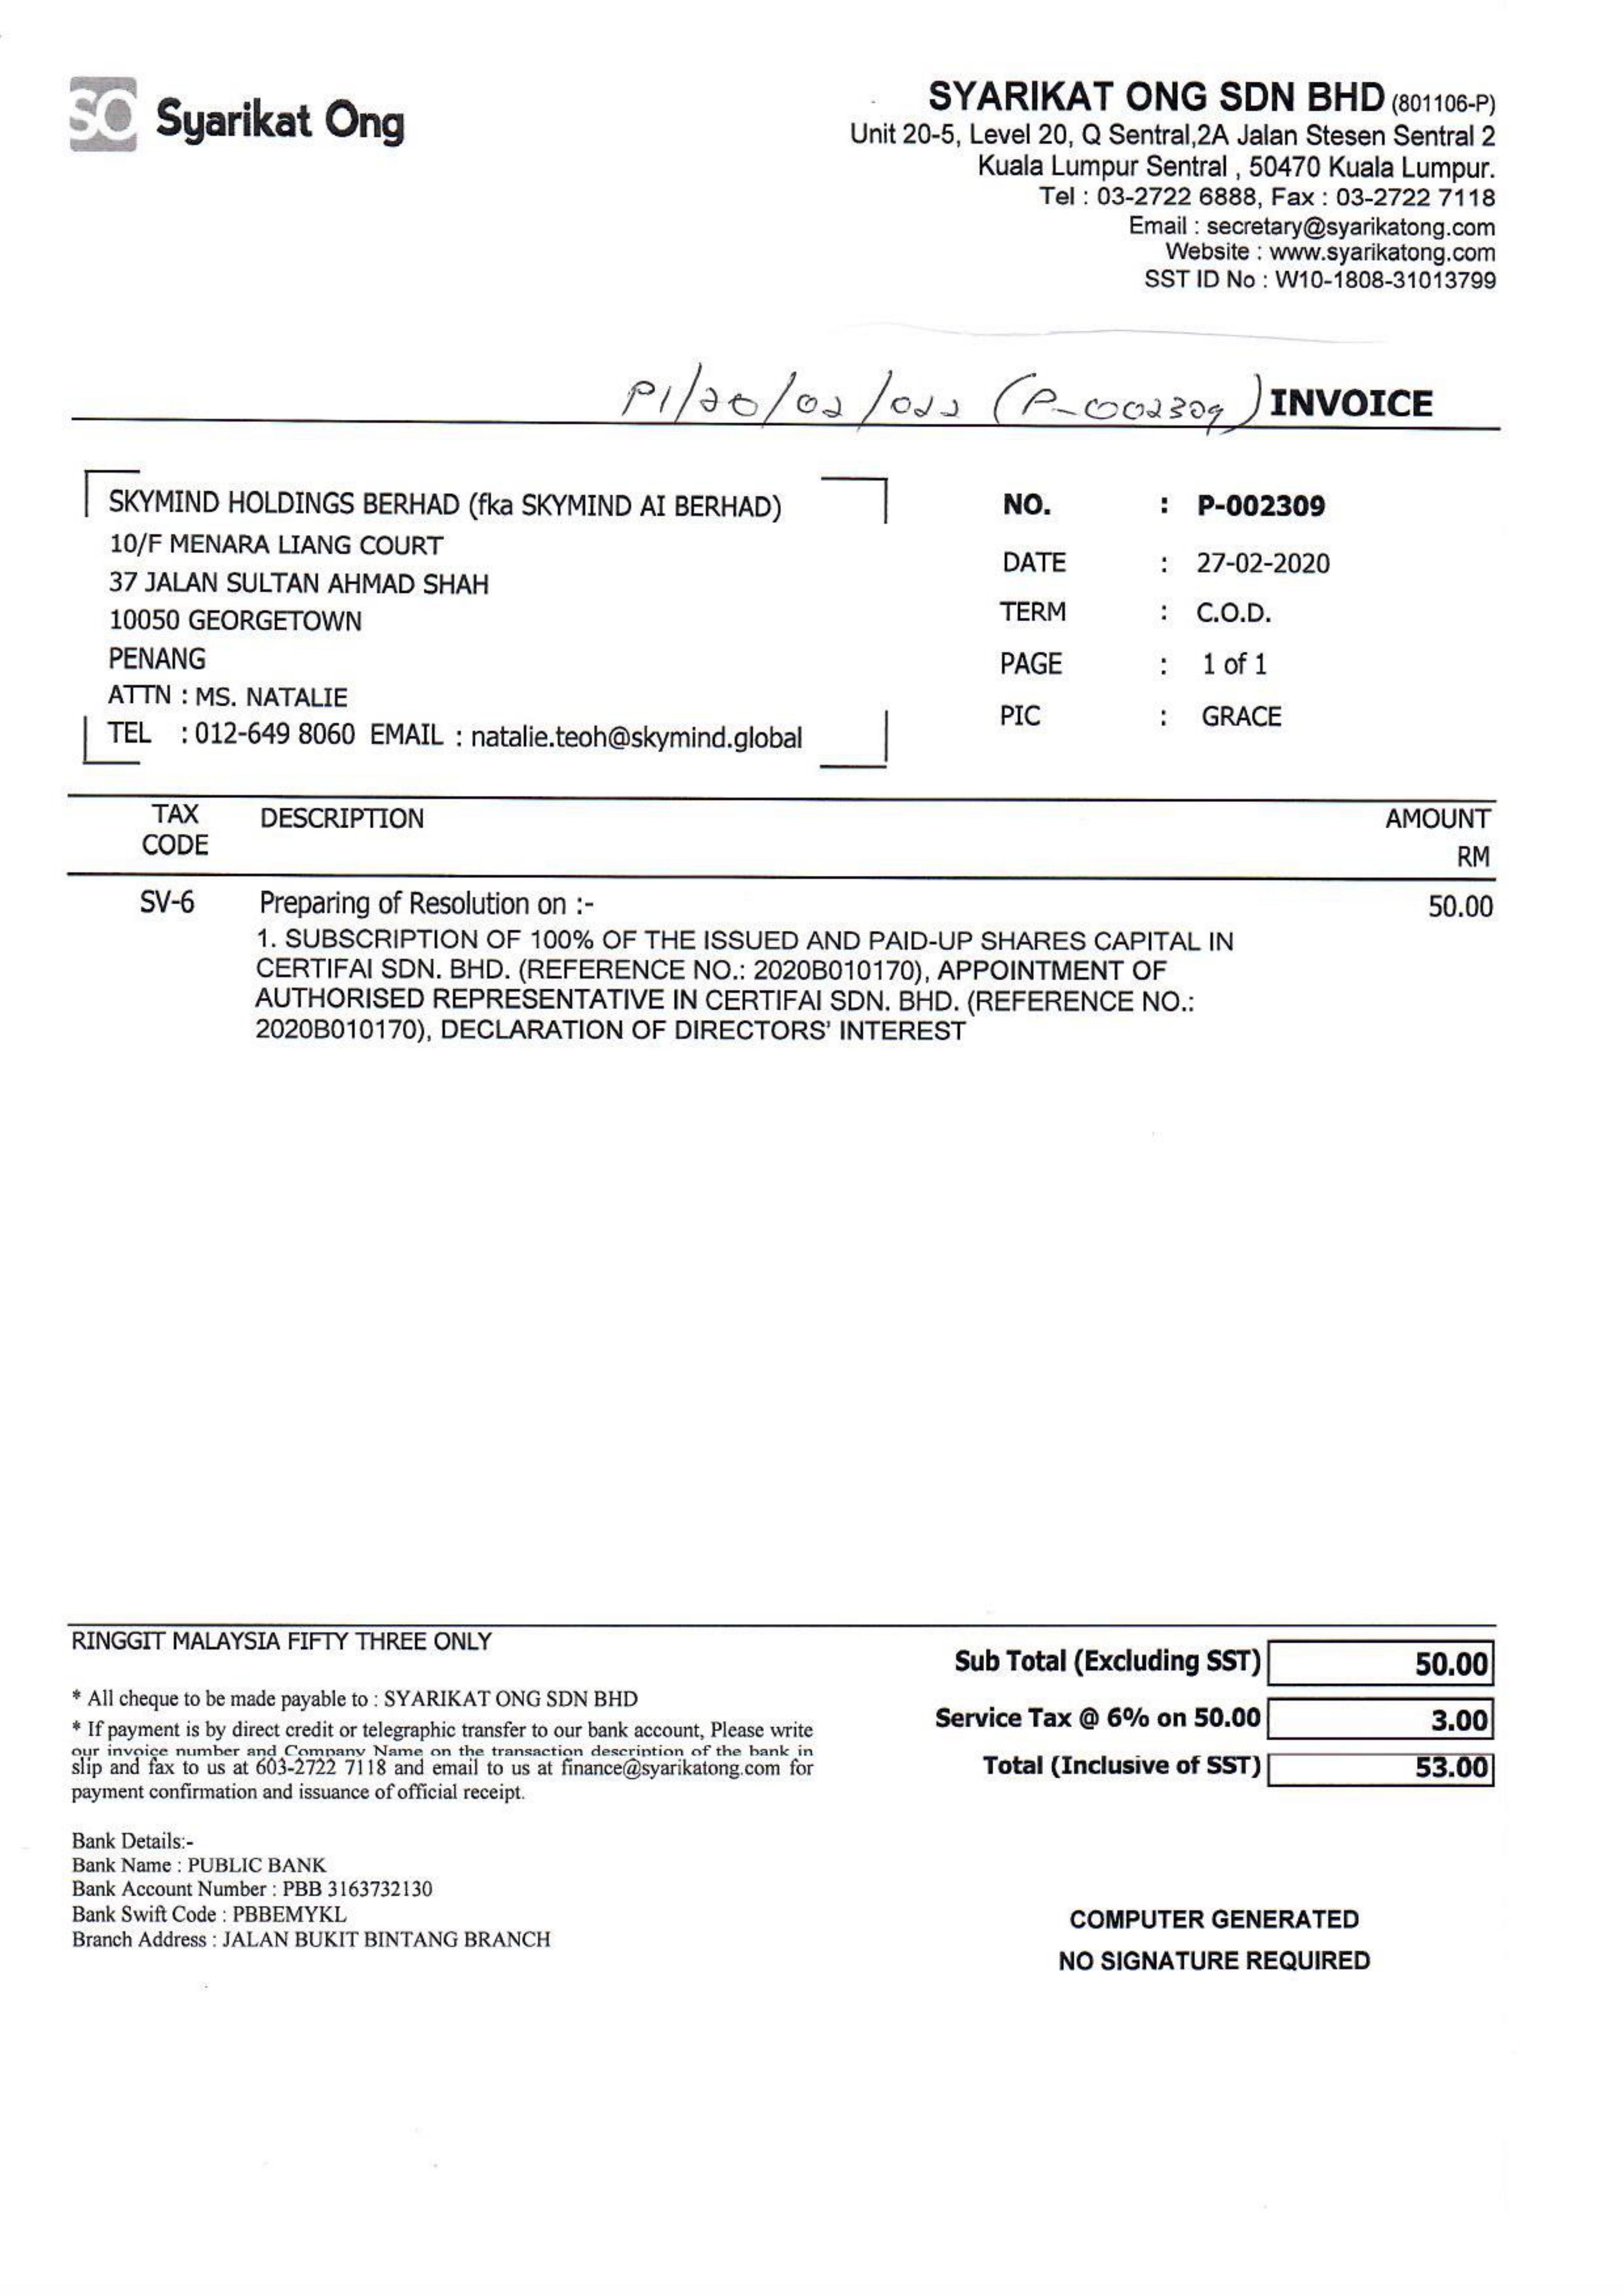 SO Syarikat Ong
SYARIKAT ONG SDN BHD (801106-P)
Unit 20-5, Level 20, Q Sentral,2A Jalan Stesen Sentral 2
Kuala Lumpur Sentral , 50470 Kuala Lumpur.
Tel : 03-2722 6888, Fax : 03-2722 7118
Email : secretary@syarikatong.com
Website : www.syarikatong.com
SST ID No : W10-1808-31013799
PI/20/02/022 (P-002309) INVOICE
SKYMIND HOLDINGS BERHAD (fka SKYMIND AI BERHAD)
10/F MENARA LIANG COURT
37 JALAN SULTAN AHMAD SHAH
10050 GEORGETOWN
PENANG
ATTN : MS. NATALIE
TEL : 012-649 8060 EMAIL : natalie.teoh@skymind.global
NO. : P-002309
DATE : 27-02-2020
TERM : C.O.D.
PAGE : 1 of 1
PIC : GRACE
TAX CODE DESCRIPTION AMOUNT RM
SV-6 Preparing of Resolution on :- 50.00
1. SUBSCRIPTION OF 100% OF THE ISSUED AND PAID-UP SHARES CAPITAL IN
CERTIFAI SDN. BHD. (REFERENCE NO.: 2020B010170), APPOINTMENT OF
AUTHORISED REPRESENTATIVE IN CERTIFAI SDN. BHD. (REFERENCE NO.:
2020B010170), DECLARATION OF DIRECTORS' INTEREST
RINGGIT MALAYSIA FIFTY THREE ONLY
* All cheque to be made payable to : SYARIKAT ONG SDN BHD
* If payment is by direct credit or telegraphic transfer to our bank account, Please write
our invoice number and Company Name on the transaction description of the bank in
slip and fax to us at 603-2722 7118 and email to us at finance@syarikatong.com for
payment confirmation and issuance of official receipt.
Sub Total (Excluding SST) 50.00
Service Tax @ 6% on 50.00 3.00
Total (Inclusive of SST) 53.00
Bank Details:-
Bank Name : PUBLIC BANK
Bank Account Number : PBB 3163732130
Bank Swift Code : PBBEMYKL
Branch Address : JALAN BUKIT BINTANG BRANCH
COMPUTER GENERATED
NO SIGNATURE REQUIRED